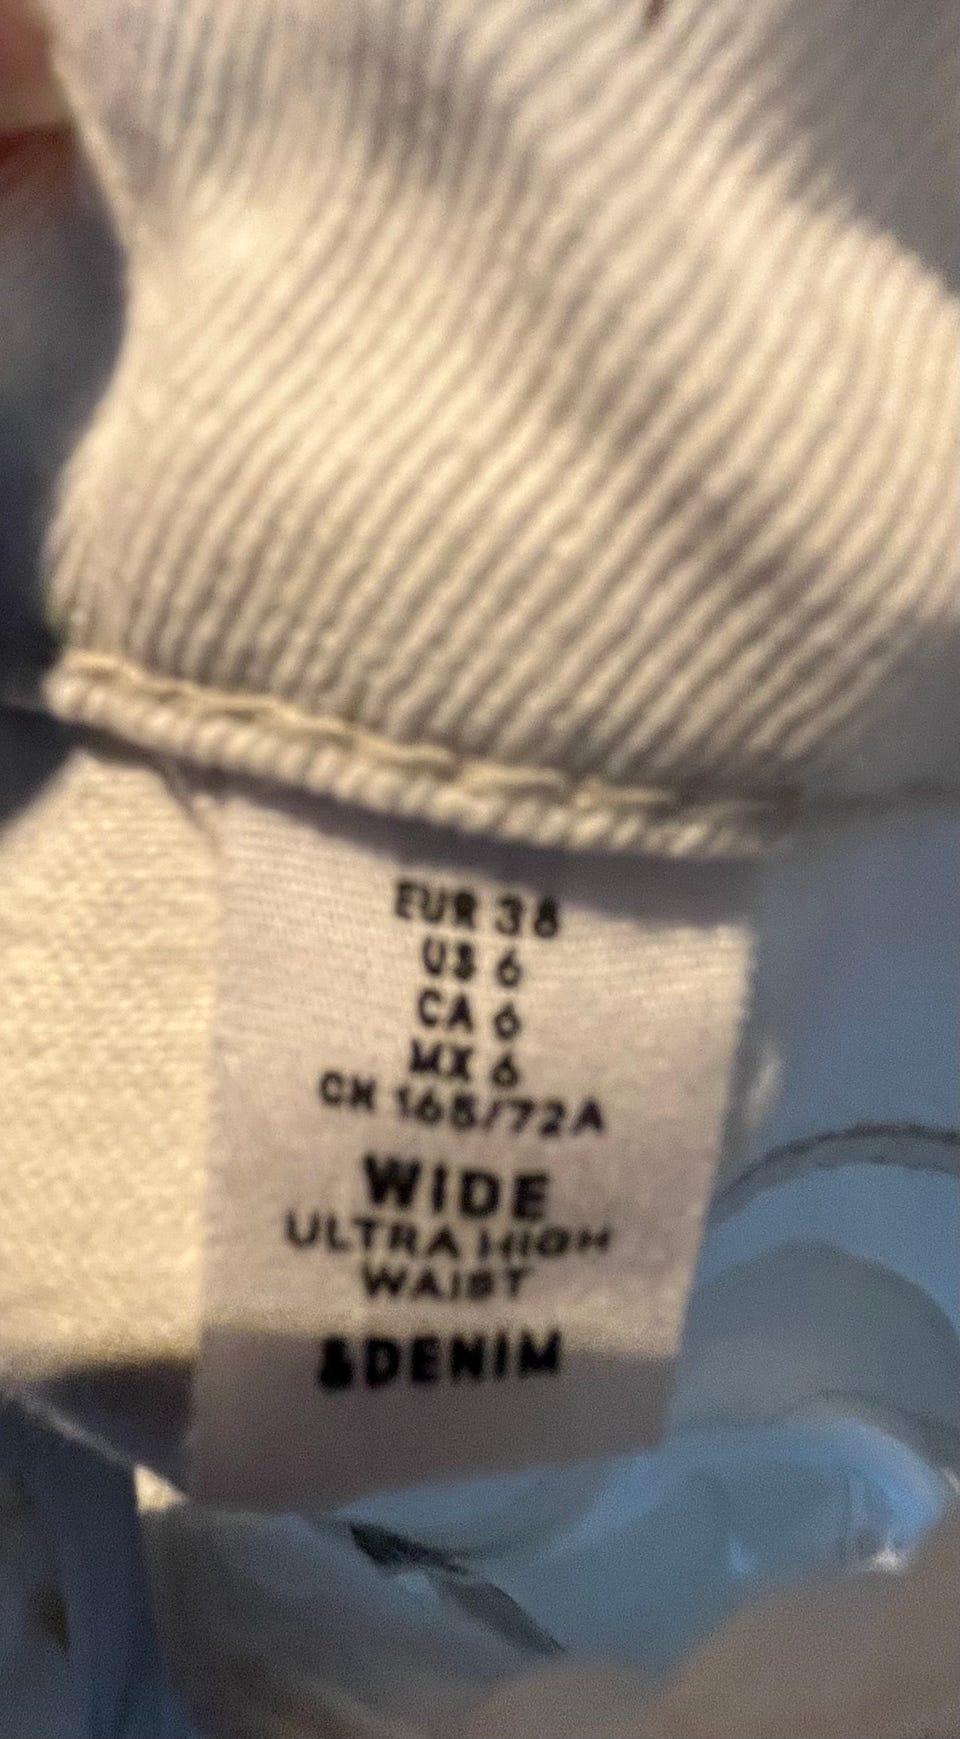 EUR 38
US 6
CA 6
MX 6
CN 165/72A
WIDE
ULTRA HIGH
WAIST
&DENIM